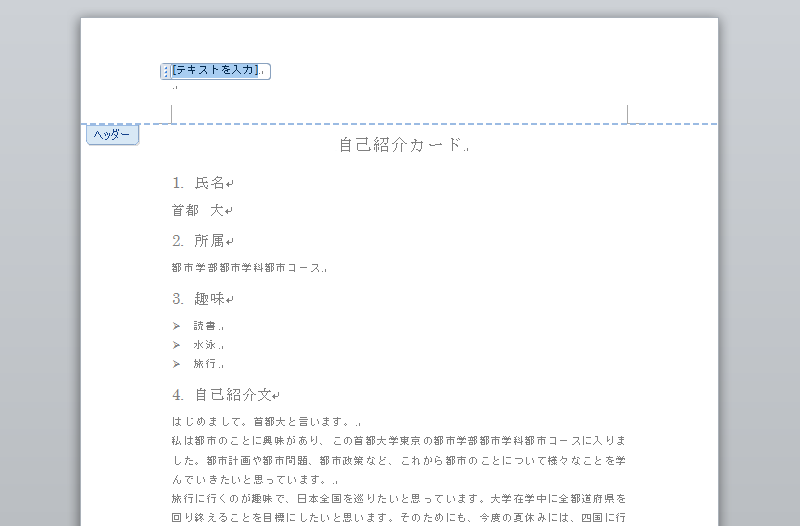 [テキストを入力]
ヘッダー
自己紹介カード
1. 氏名
首都 大
2. 所属
都市学部都市学科都市コース
3. 趣味
➢ 読書
➢ 水泳
➢ 旅行
4. 自己紹介文
はじめまして。首都大と言います。
私は都市のことに興味があり、この首都大学東京の都市学部都市学科都市コースに入りま
した。都市計画や都市問題、都市政策など、これから都市のことについて様々なことを学
んでいきたいと思っています。
旅行に行くのが趣味で、日本全国を巡りたいと思っています。大学在学中に全都道府県を
回り終えることを目標にしたいと思います。そのためにも、今度の夏休みには、四国に行